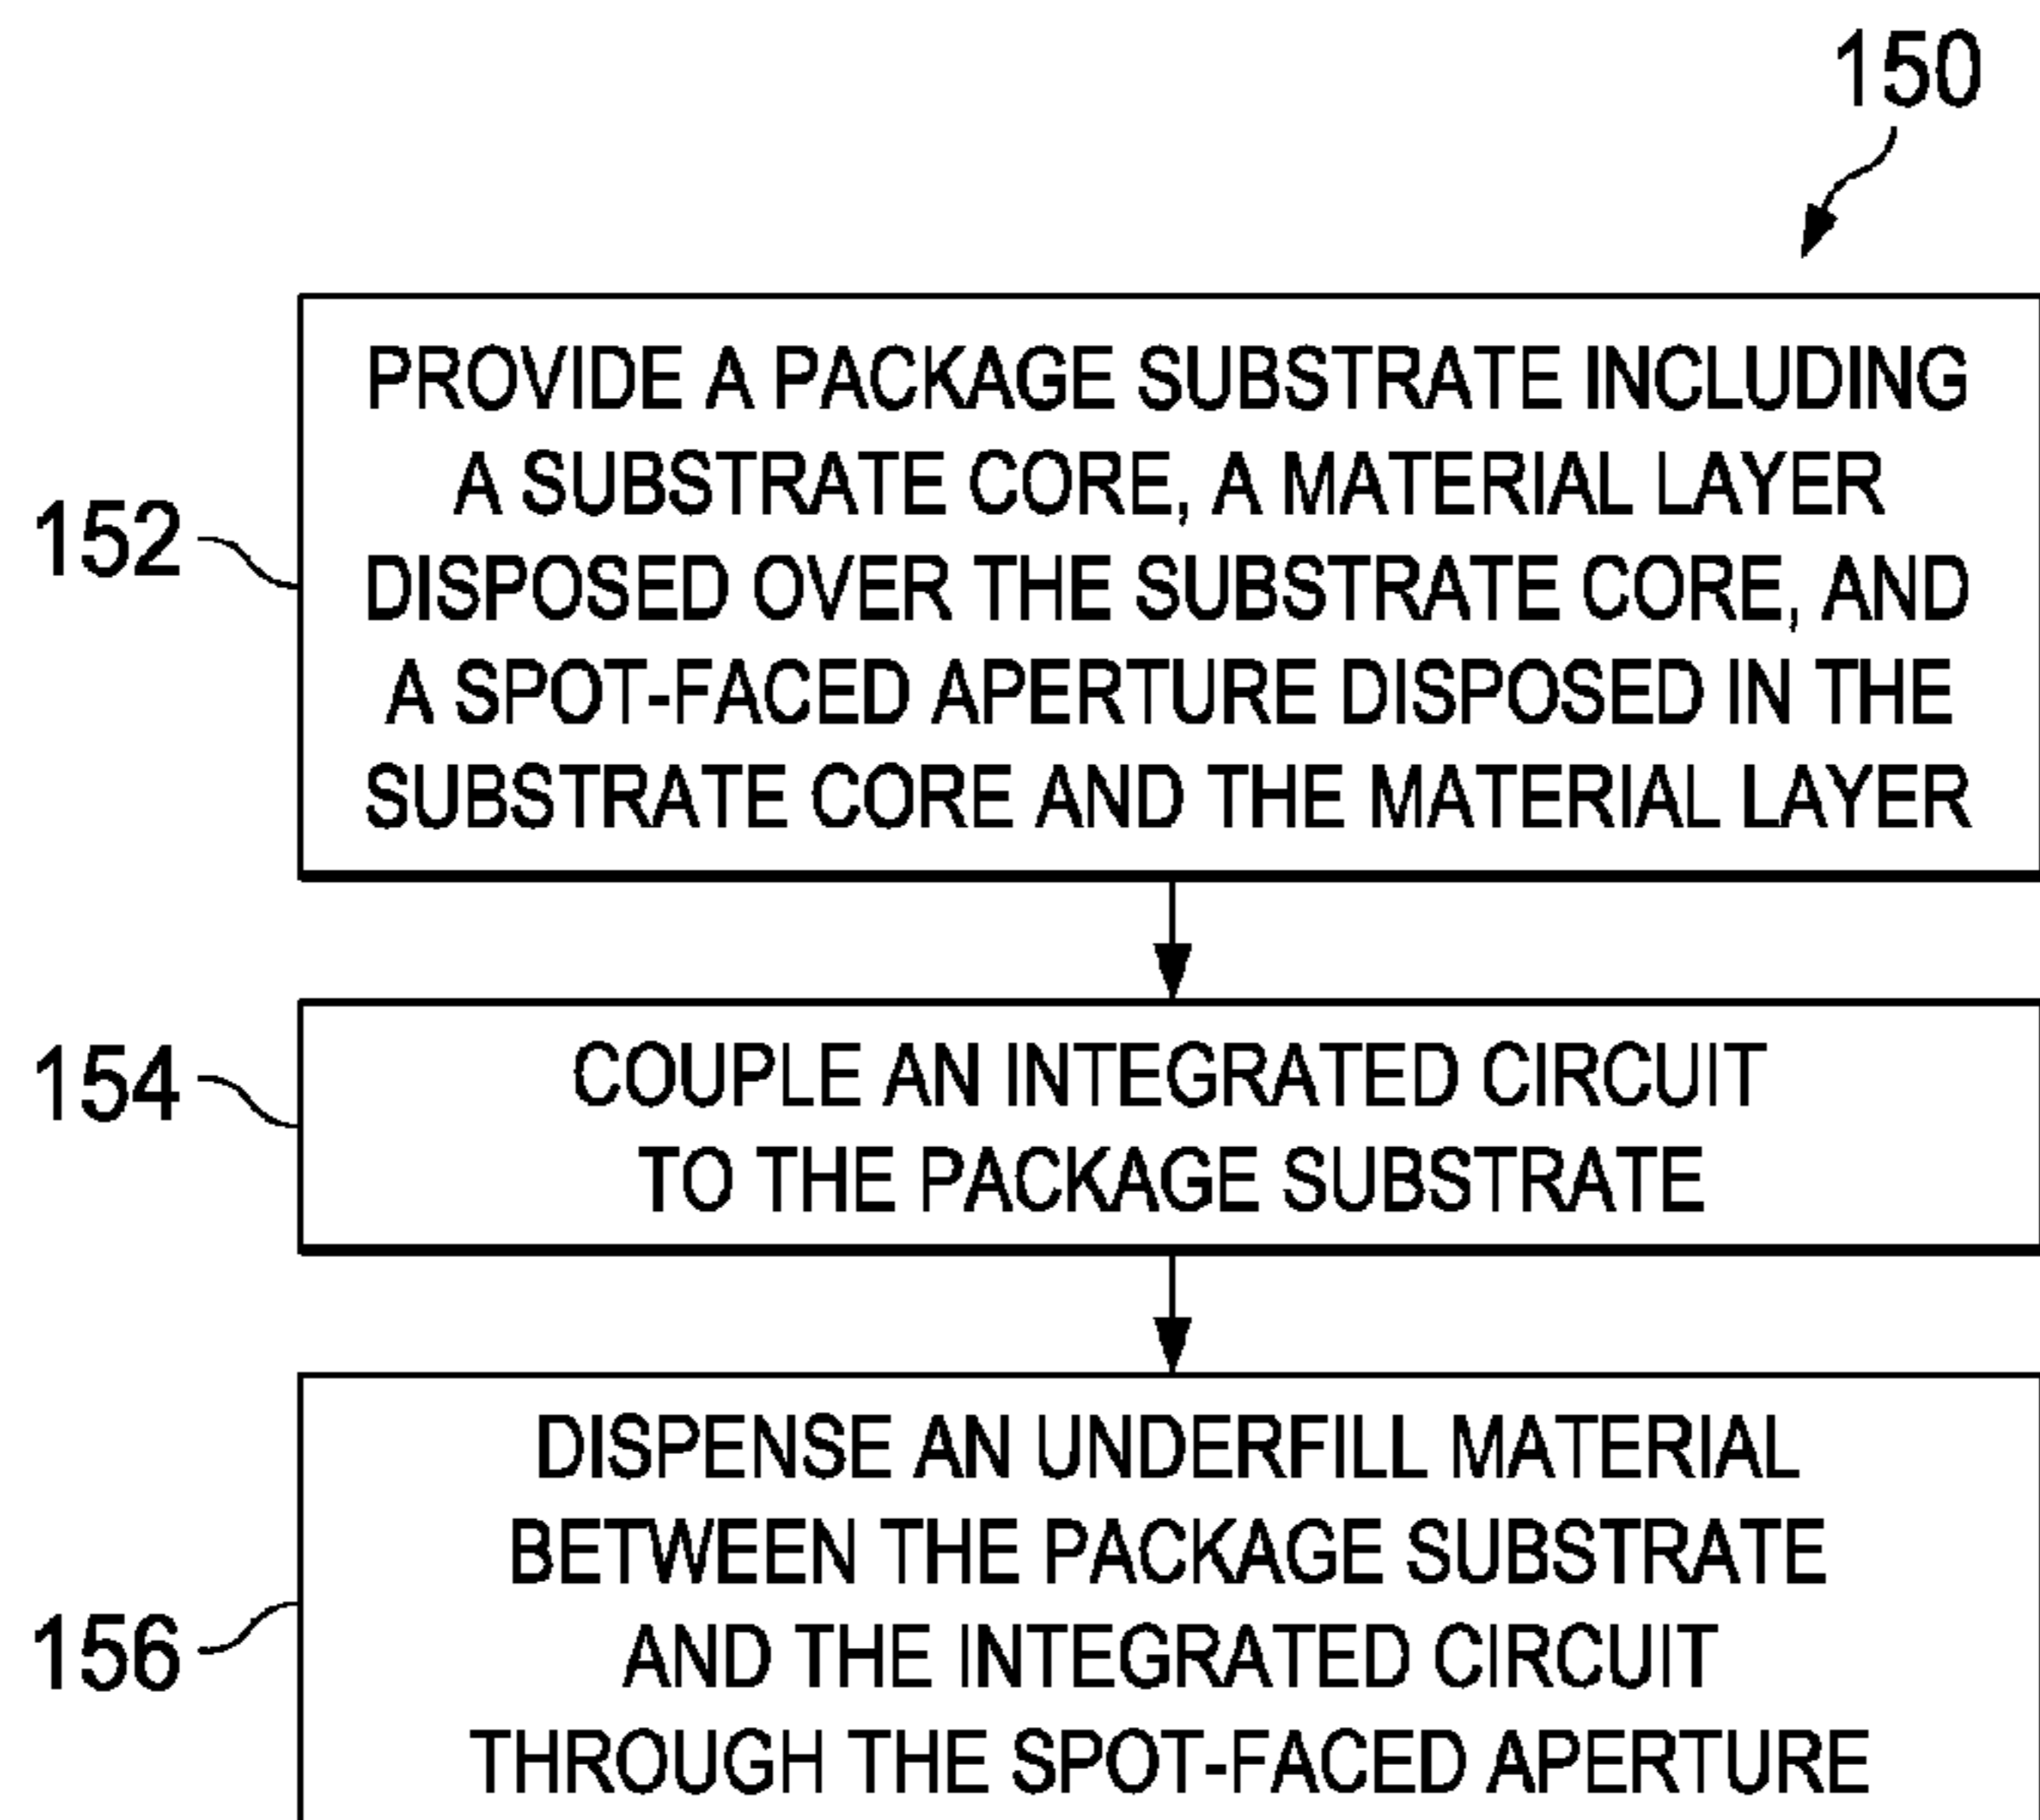 150
152
PROVIDE A PACKAGE SUBSTRATE INCLUDING
A SUBSTRATE CORE, A MATERIAL LAYER
DISPOSED OVER THE SUBSTRATE CORE, AND
A SPOT-FACED APERTURE DISPOSED IN THE
SUBSTRATE CORE AND THE MATERIAL LAYER
154
COUPLE AN INTEGRATED CIRCUIT
TO THE PACKAGE SUBSTRATE
156
DISPENSE AN UNDERFILL MATERIAL
BETWEEN THE PACKAGE SUBSTRATE
AND THE INTEGRATED CIRCUIT
THROUGH THE SPOT-FACED APERTURE